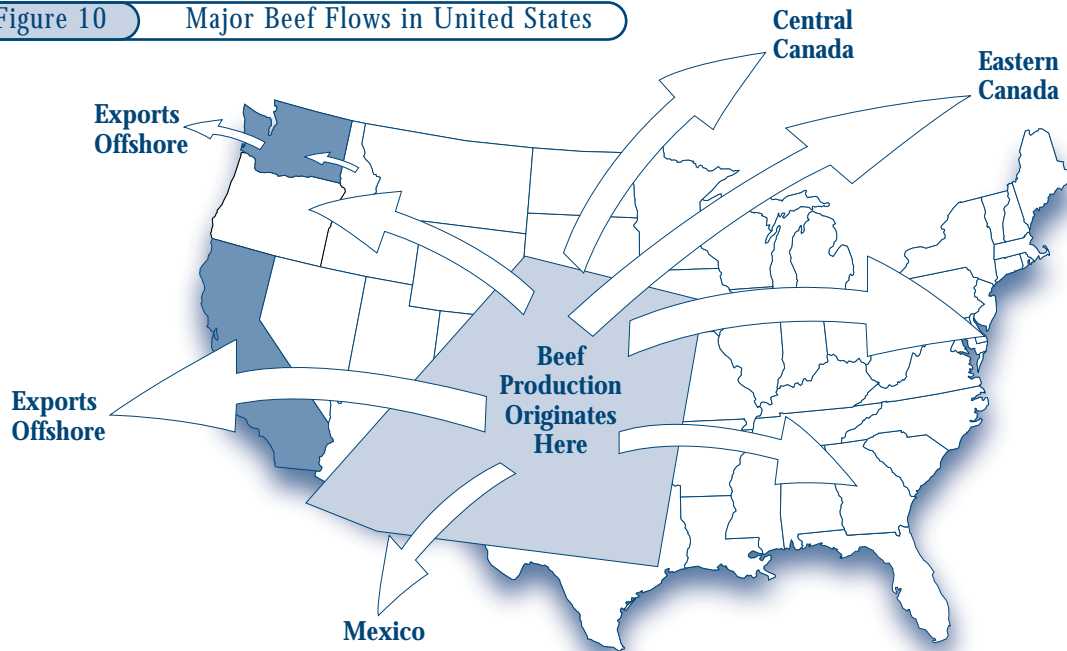 Figure 10
Major Beef Flows in United States
Central
Canada
Eastern
Canada
Exports
Offshore
Beef
Production
Originates
Here
Exports
Offshore
Mexico